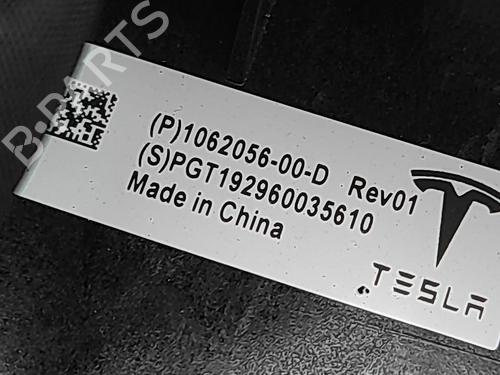 B-PARTS
(P)1062056-00-D Rev01
(S)PGT192960035610
Made in China
TESLA